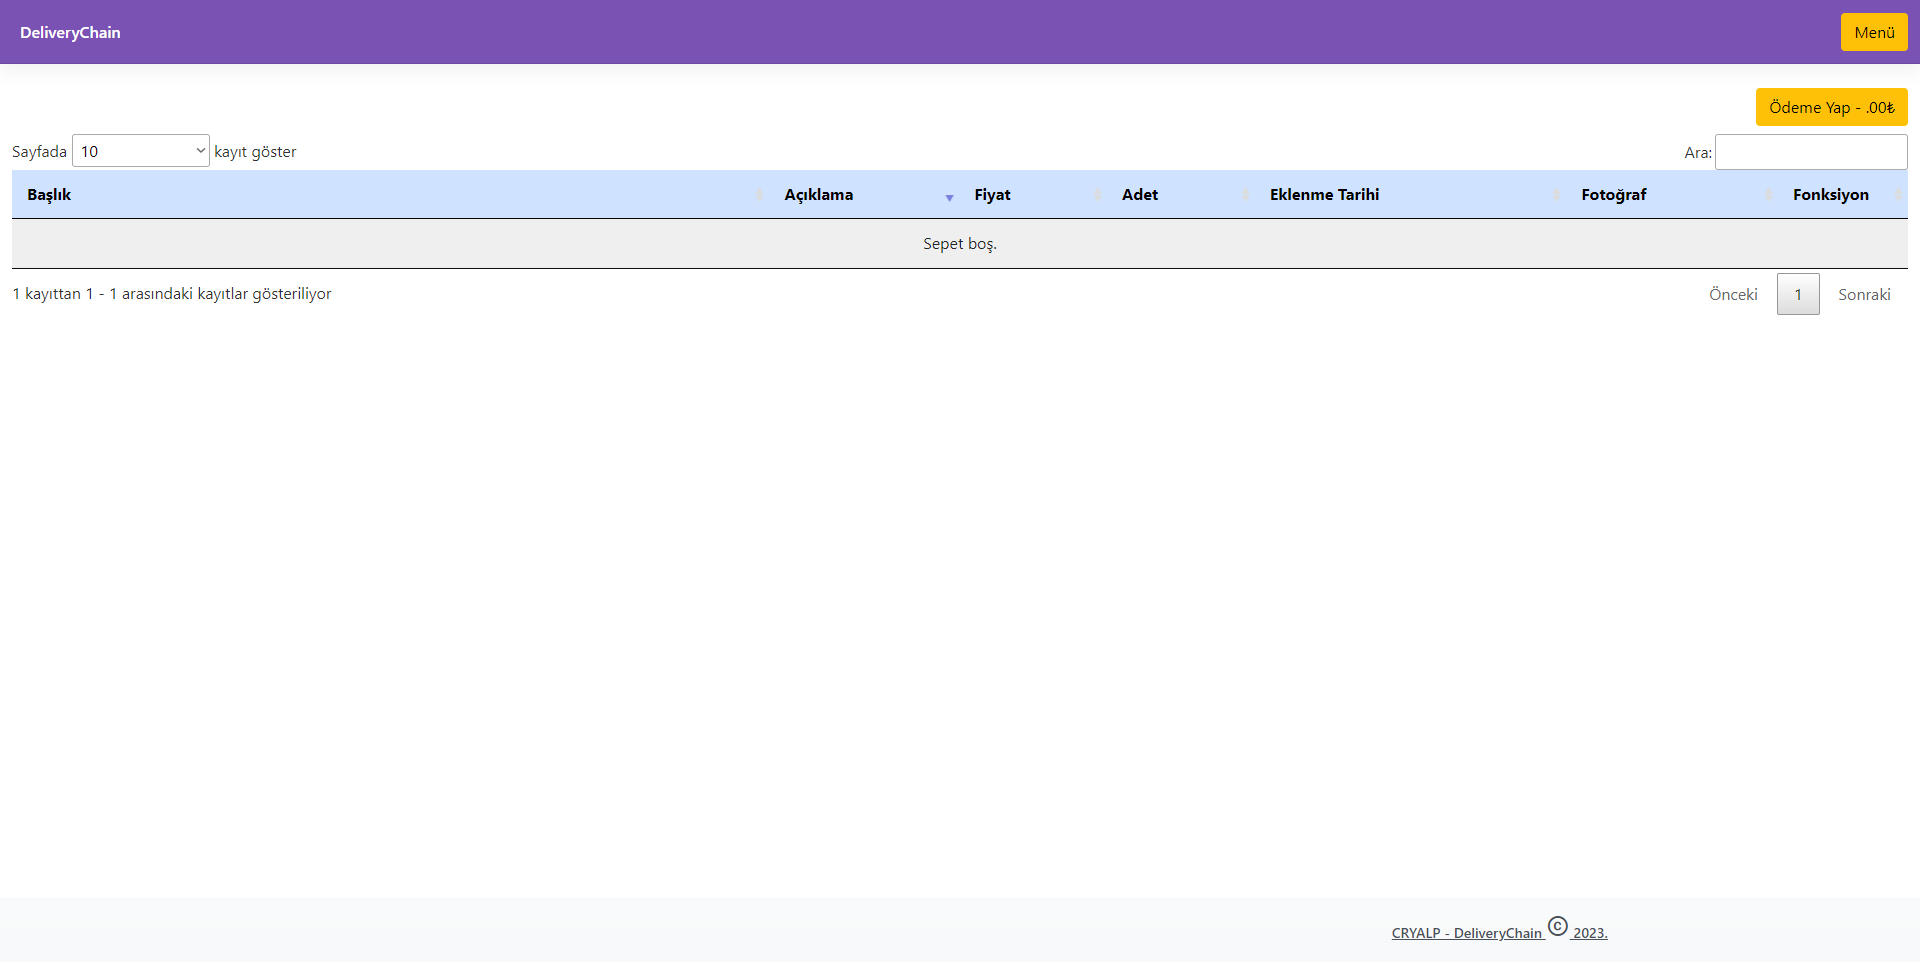 DeliveryChain
Menü
Ödeme Yap - .00₺
Sayfada 10 kayıt göster
Ara:
Başlık Açıklama Fiyat Adet Eklenme Tarihi Fotoğraf Fonksiyon
Sepet boş.
1 kayıttan 1 - 1 arasındaki kayıtlar gösteriliyor
Önceki 1 Sonraki
CRYALP - DeliveryChain © 2023.